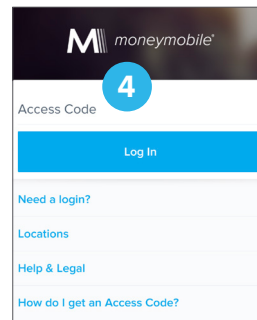 M moneymobile®
4
Access Code
Log In
Need a login?
Locations
Help & Legal
How do I get an Access Code?